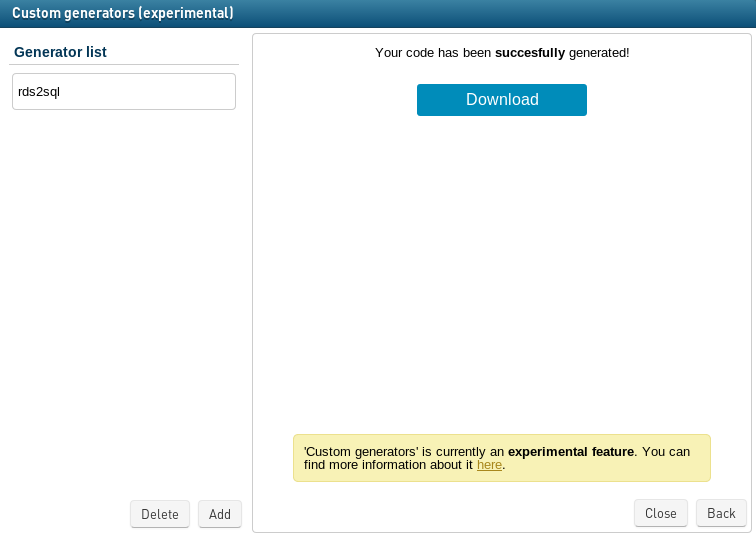 Custom generators (experimental)
Generator list
rds2sql
Delete
Add
Your code has been succesfully generated!
Download
'Custom generators' is currently an experimental feature. You can
find more information about it here.
Close
Back